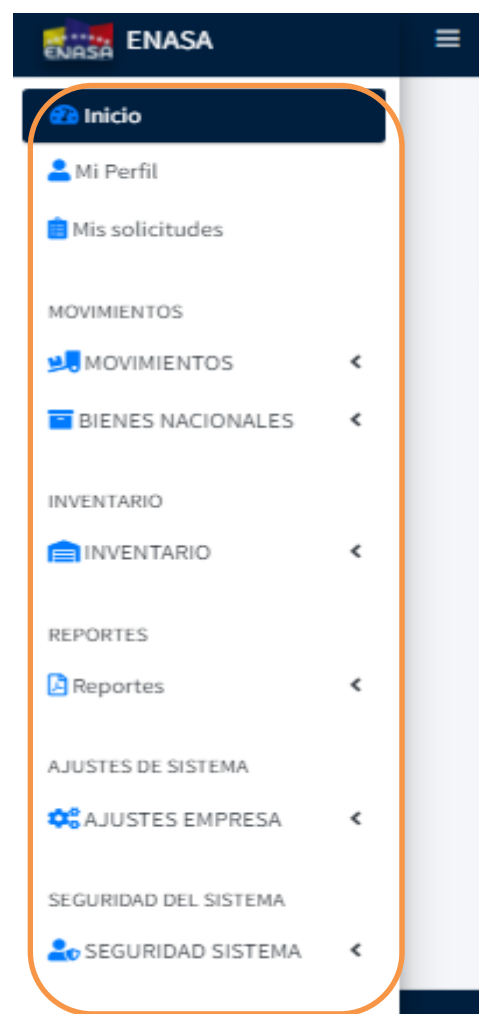 ENASA ENASA
Inicio
Mi Perfil
Mis solicitudes
MOVIMIENTOS
MOVIMIENTOS
BIENES NACIONALES
INVENTARIO
INVENTARIO
REPORTES
Reportes
AJUSTES DE SISTEMA
AJUSTES EMPRESA
SEGURIDAD DEL SISTEMA
SEGURIDAD SISTEMA